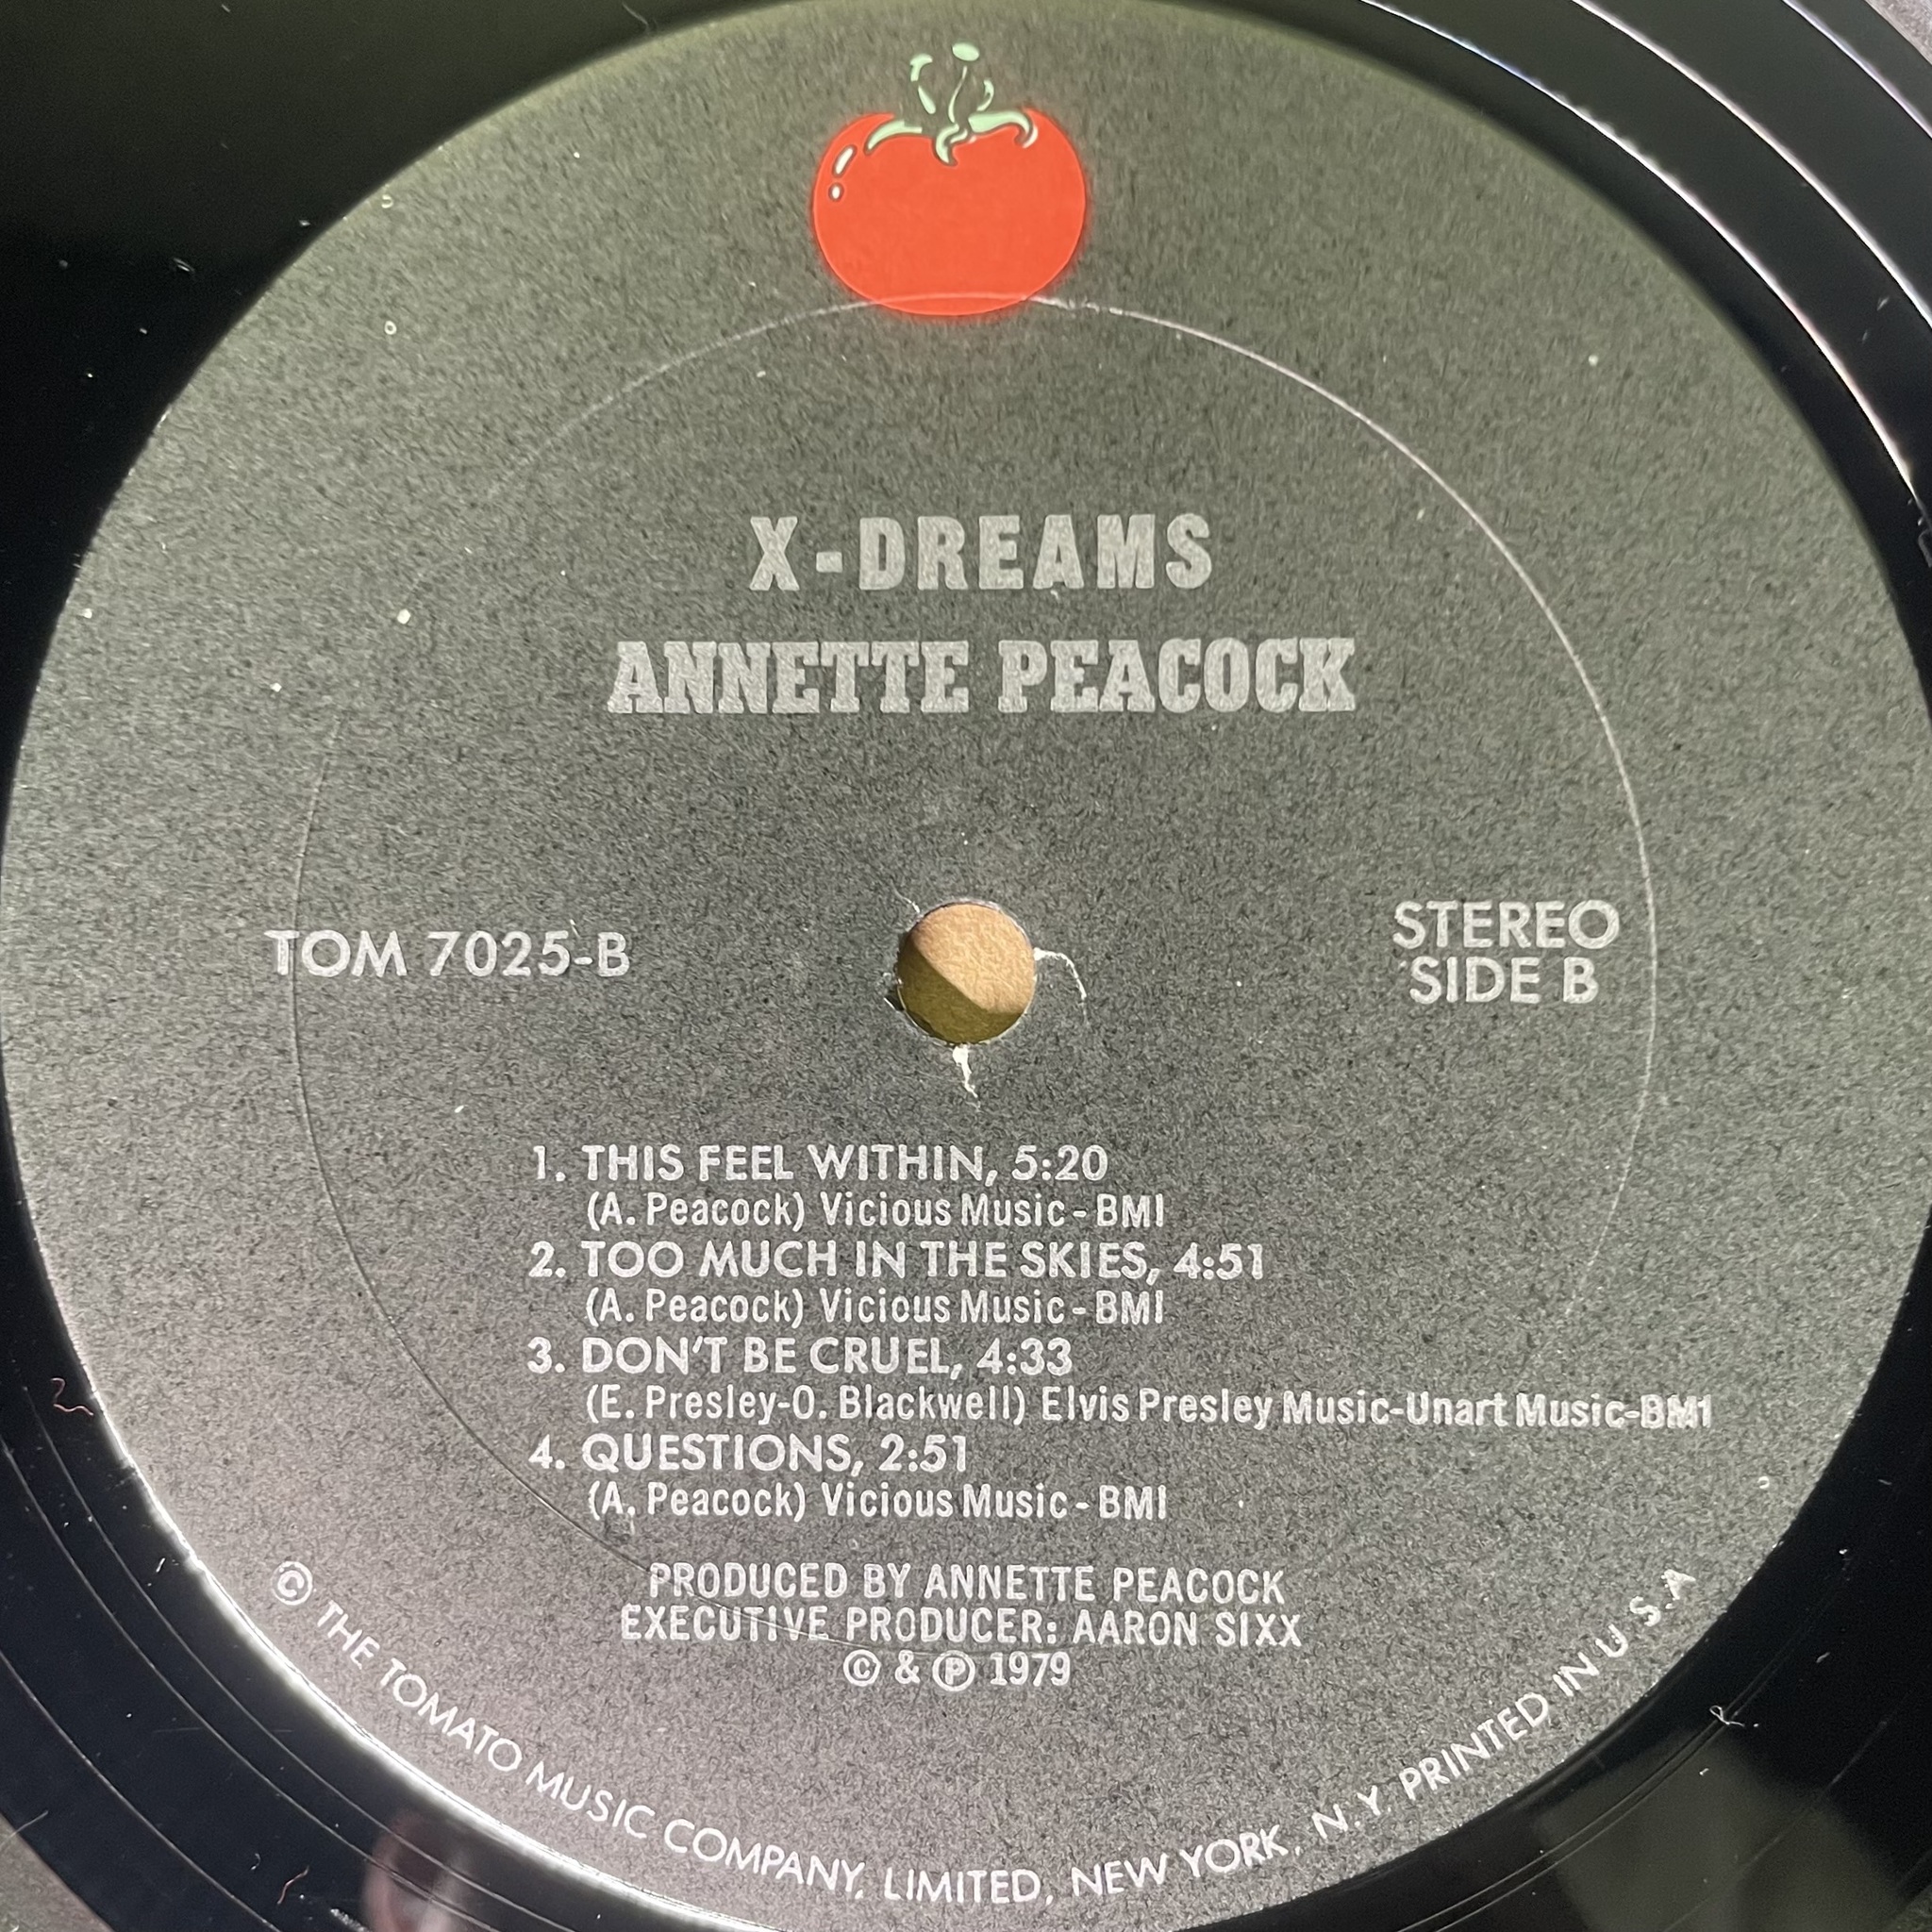 X-DREAMS
ANNETTE PEACOCK
TOM 7025-B
STEREO
SIDE B
1. THIS FEEL WITHIN, 5:20
(A. Peacock) Vicious Music - BMI
2. TOO MUCH IN THE SKIES, 4:51
(A. Peacock) Vicious Music - BMI
3. DON'T BE CRUEL, 4:33
(E. Presley-O. Blackwell) Elvis Presley Music-Unart Music-BMI
4. QUESTIONS, 2:51
(A. Peacock) Vicious Music - BMI
PRODUCED BY ANNETTE PEACOCK
EXECUTIVE PRODUCER: AARON SIXX
© & ℗ 1979
© THE TOMATO MUSIC COMPANY, LIMITED, NEW YORK, N.Y. PRINTED IN U.S.A